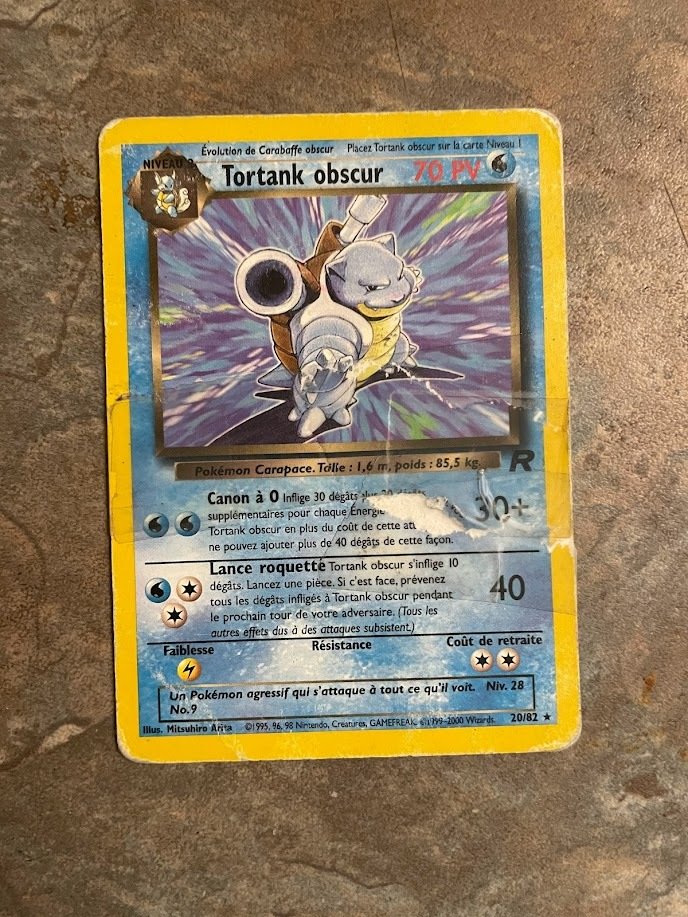 Évolution de Carabaffe obscur Placez Tortank obscur sur la carte Niveau 1
NIVEAU
Tortank obscur 70 PV
Pokémon Carapace. Taille : 1,6 m, poids : 85,5 kg.
R
Canon à O Inflige 30 dégâts plus
supplémentaires pour chaque Énergie
Tortank obscur en plus du coût de cette
ne pouvez ajouter plus de 40 dégâts de cette façon.
30+
Lance roquette Tortank obscur s'inflige 10
dégâts. Lancez une pièce. Si c'est face, prévenez
tous les dégâts infligés à Tortank obscur pendant
le prochain tour de votre adversaire. (Tous les
autres effets dus à des attaques subsistent.)
40
Faiblesse Résistance Coût de retraite
Un Pokémon agressif qui s'attaque à tout ce qu'il voit. Niv. 28
No.9
Illus. Mitsuhiro Arita ©1995, 96, 98 Nintendo, Creatures, GAMEFREAK. ©1999-2000 Wizards. 20/82 ★